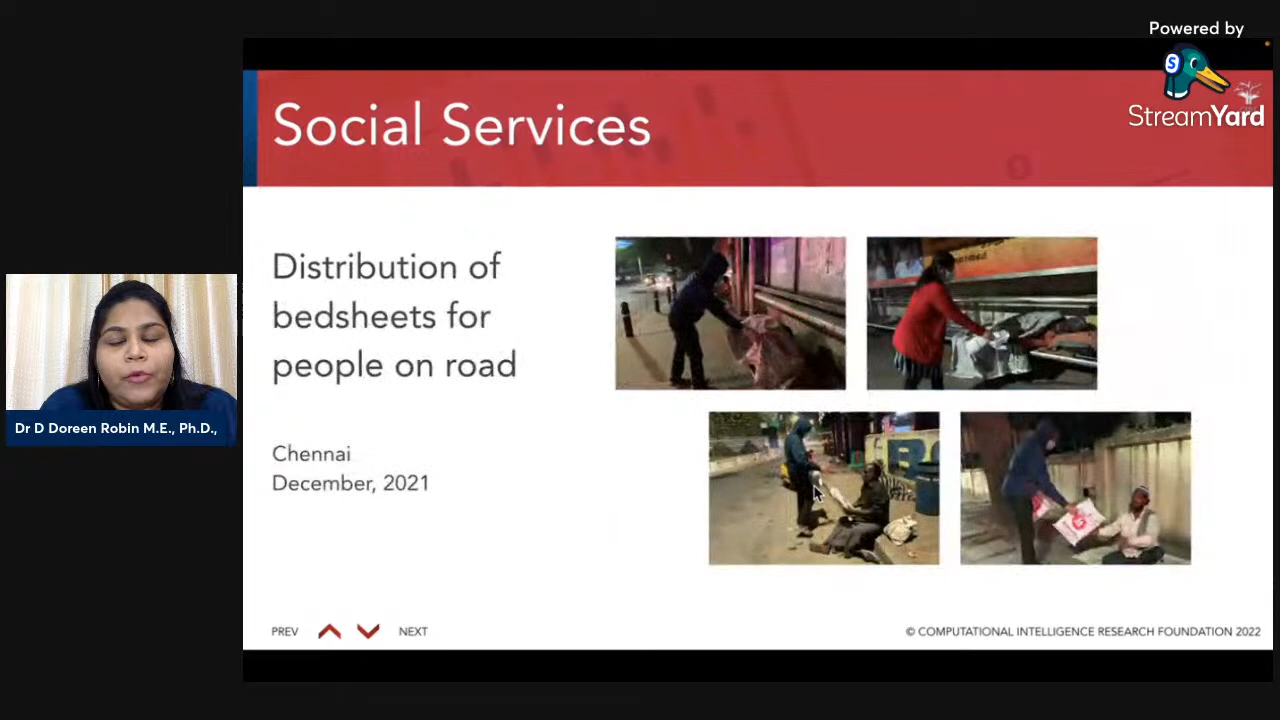 Powered by
StreamYard
Social Services
Distribution of
bedsheets for
people on road
Dr D Doreen Robin M.E., Ph.D.,
Chennai
December, 2021
PREV NEXT
© COMPUTATIONAL INTELLIGENCE RESEARCH FOUNDATION 2022